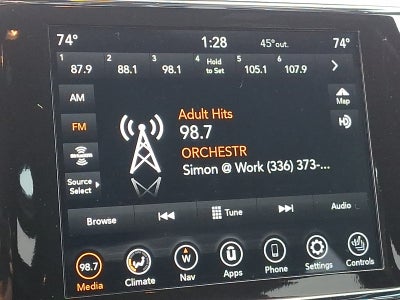 74° 1:28 45° out. 74°
1 87.9 2 88.1 3 98.1 4 Hold to Set 5 105.1 6 107.9
AM
Map
FM
Adult Hits
98.7
ORCHESTR
Simon @ Work (336) 373-...
siriusxm
Source
Select
Browse Tune Audio
98.7 W U
Media Climate Nav Apps Phone Settings Controls